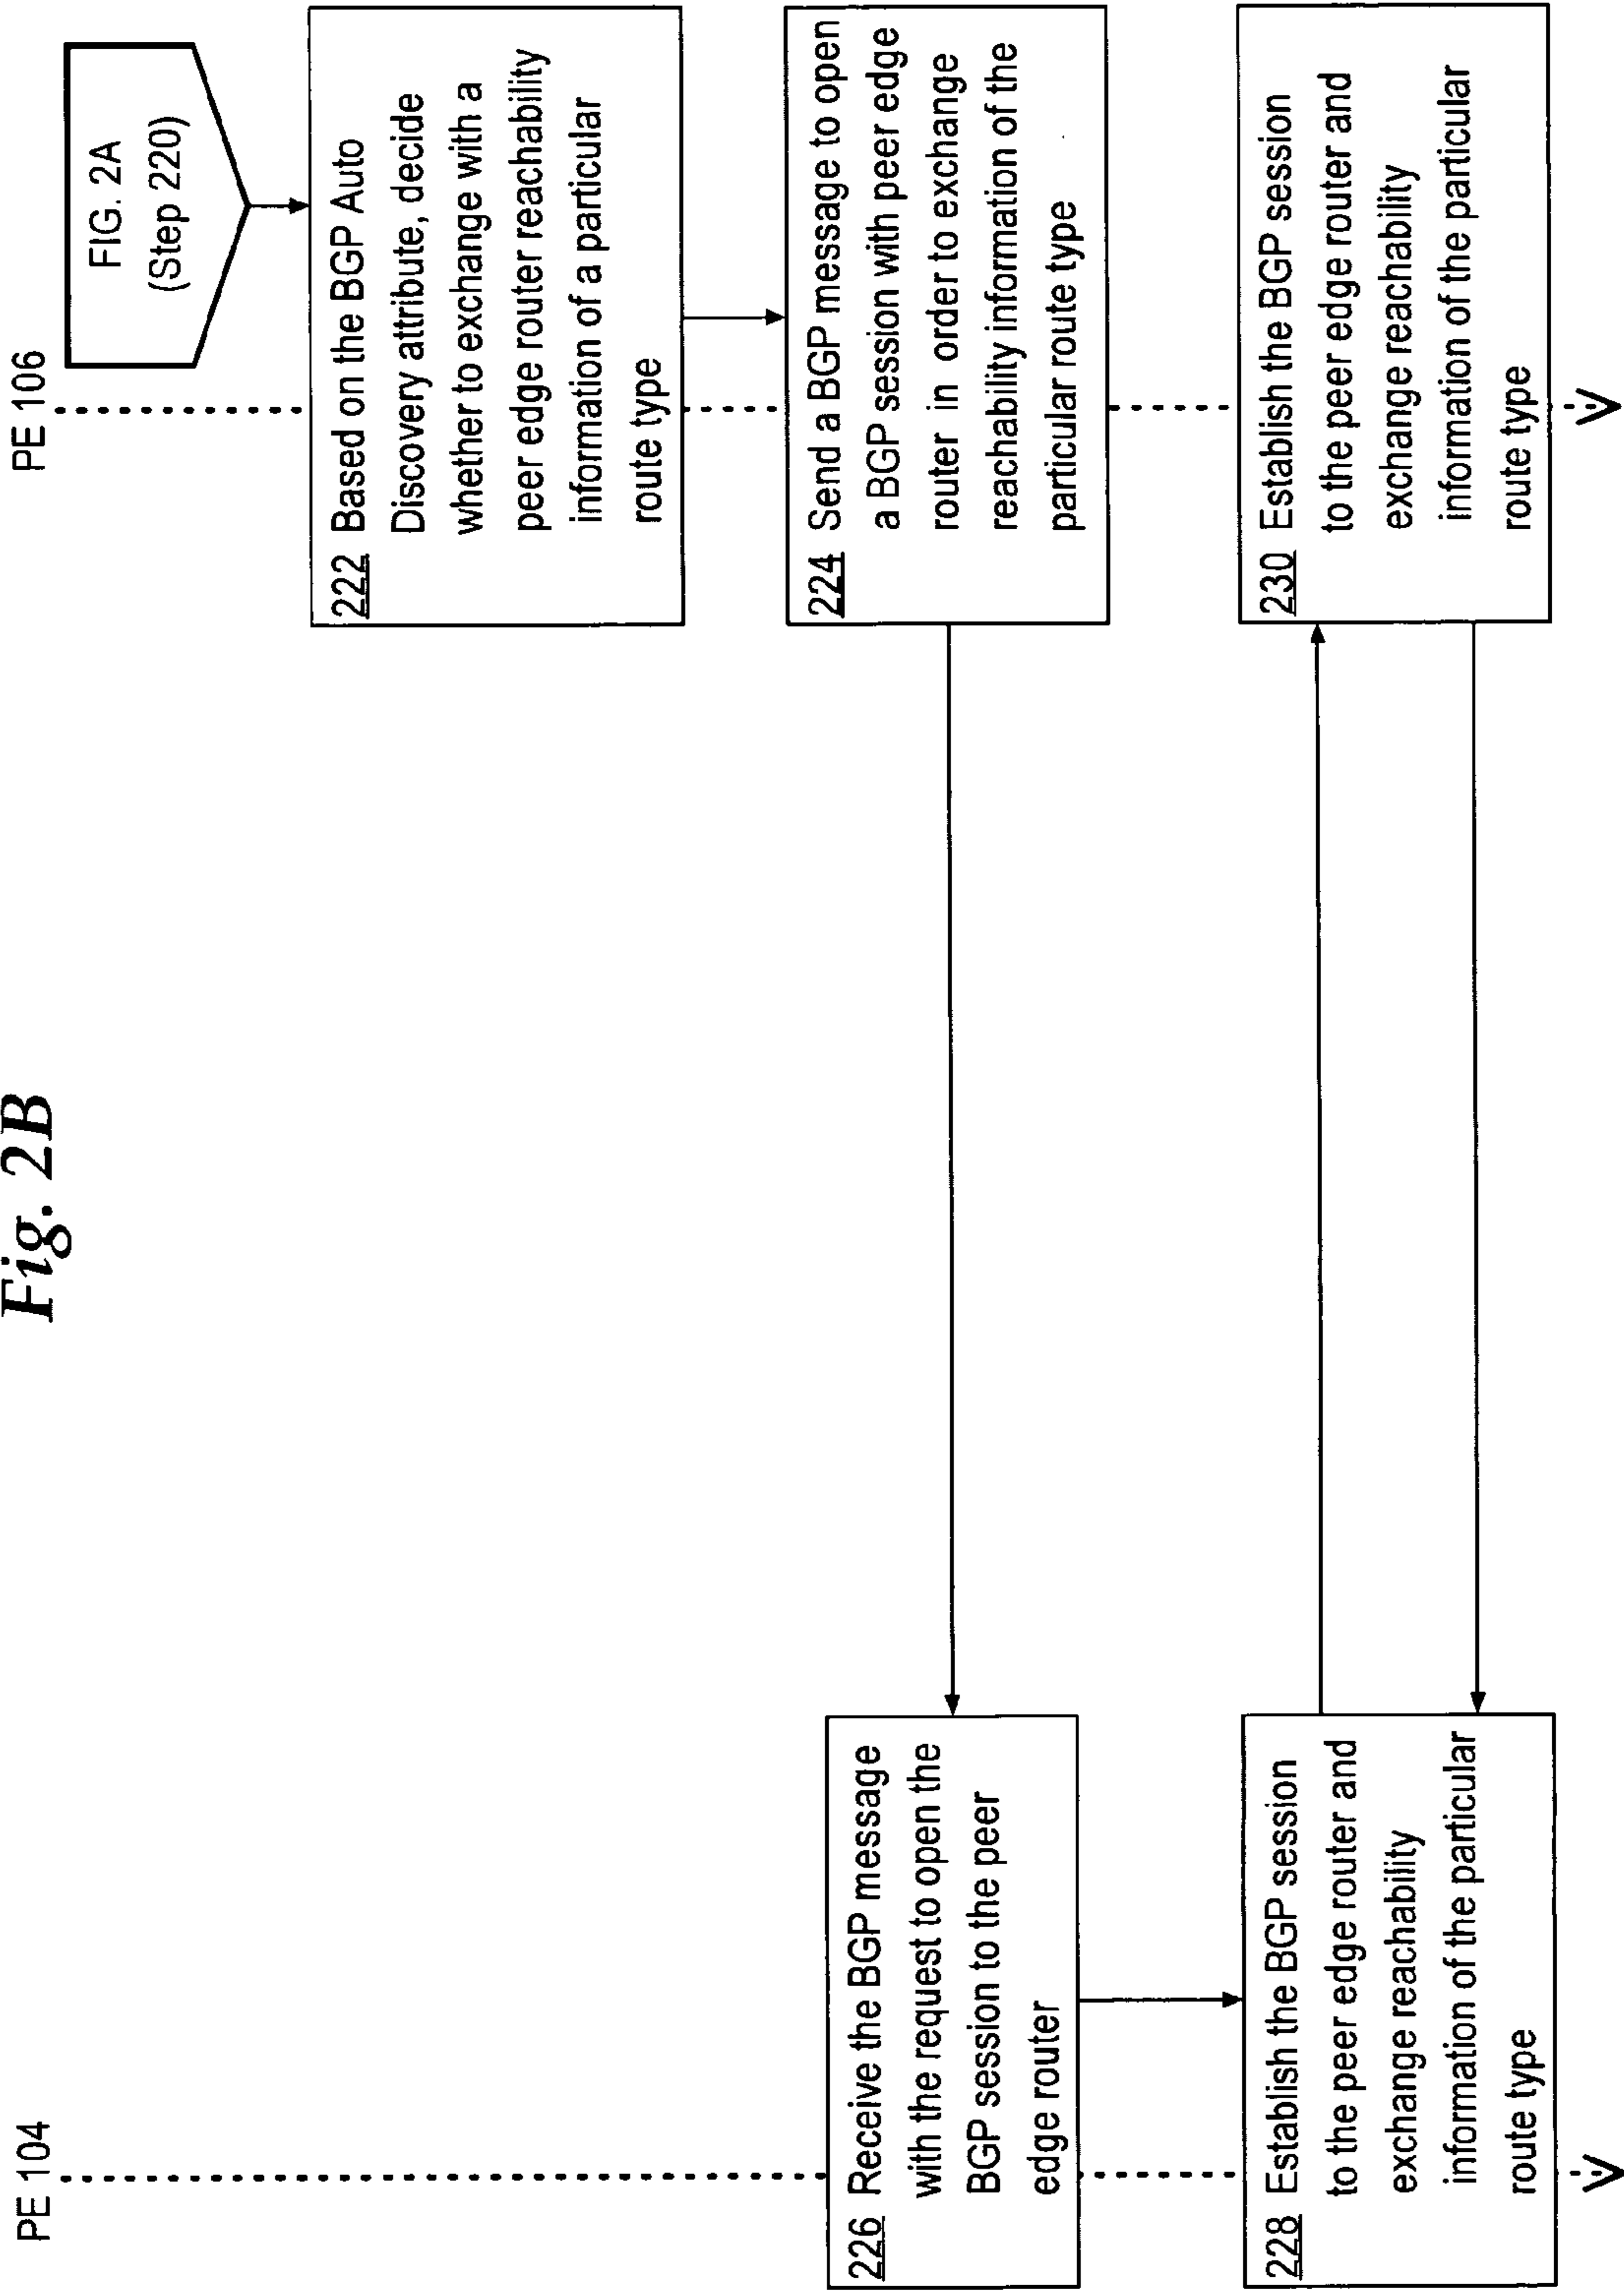 Fig. 2B
PE 104
PE 106
FIG. 2A
(Step 220)
222 Based on the BGP Auto
Discovery attribute, decide
whether to exchange with a
peer edge router reachability
information of a particular
route type
224 Send a BGP message to open
a BGP session with peer edge
router in order to exchange
reachability information of the
particular route type
226 Receive the BGP message
with the request to open the
BGP session to the peer
edge router
228 Establish the BGP session
to the peer edge router and
exchange reachability
information of the particular
route type
230 Establish the BGP session
to the peer edge router and
exchange reachability
information of the particular
route type